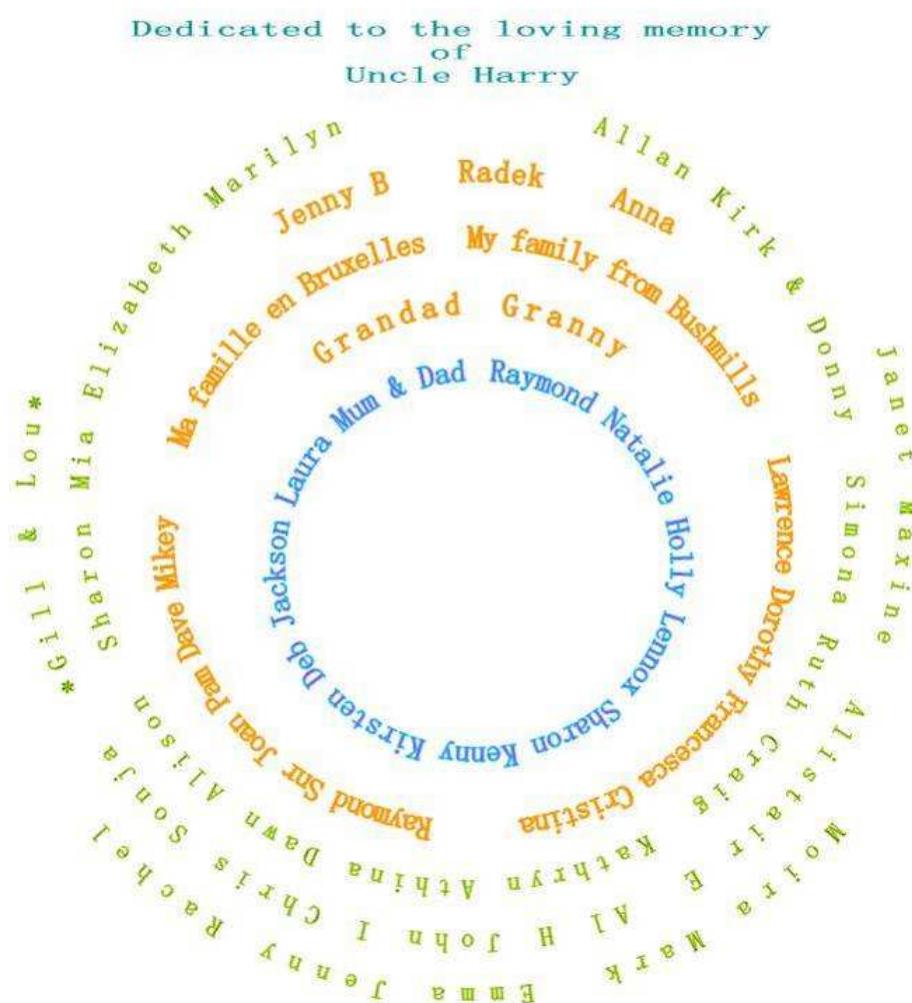 Dedicated to the loving memory
of
Uncle Harry
Sharon Mia Elizabeth Marilyn
Allan Kirk & Donny
Jenny B Radek Anna
Ma famille en Bruxelles My family from Bushmills
Grandad Granny
Mum & Dad Raymond Natalie Holly Lennox Sharon Kenny Kirsten Deb Jackson Laura
Lawrence Dorothy Francesca Cristina
Raymond Snr Joan Pam Dave Mikey
Simona Ruth Craig Kathryn Athina Dawn Alison
Janet Maxine
Alistair E Al H John I Chris Sonja
Moira Mark Emma Jenny Rachel
*Gill & Lou*